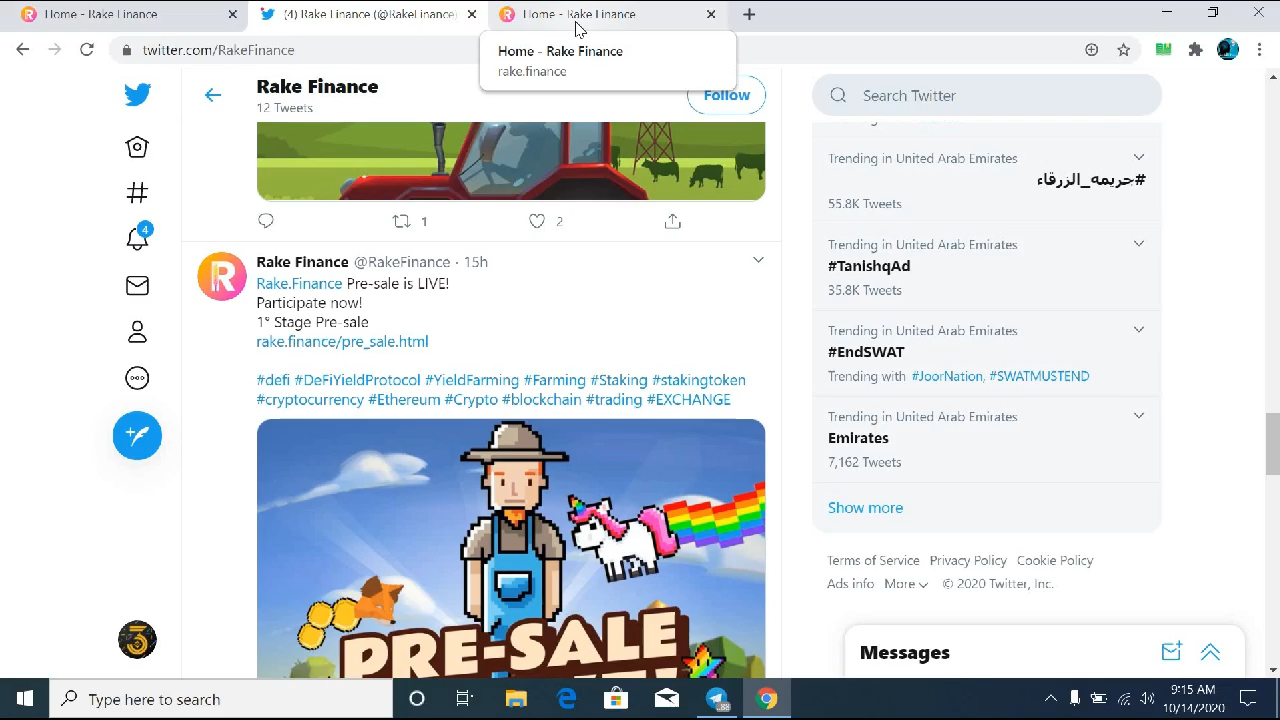 Home - Rake Finance
(4) Rake Finance (@RakeFinance)
Home - Rake Finance
twitter.com/RakeFinance
Home - Rake Finance
rake.finance
Rake Finance
12 Tweets
Follow
Search Twitter
Trending in United Arab Emirates
#جريمه_الزرقاء
55.8K Tweets
Trending in United Arab Emirates
#TanishqAd
35.8K Tweets
Trending in United Arab Emirates
#EndSWAT
Trending with #JoorNation, #SWATMUSTEND
Trending in United Arab Emirates
Emirates
7,162 Tweets
Show more
Terms of Service Privacy Policy Cookie Policy
Ads info More © 2020 Twitter, Inc.
1
2
4
Rake Finance @RakeFinance · 15h
Rake.Finance Pre-sale is LIVE!
Participate now!
1° Stage Pre-sale
rake.finance/pre_sale.html
#defi #DeFiYieldProtocol #YieldFarming #Farming #Staking #stakingtoken
#cryptocurrency #Ethereum #Crypto #blockchain #trading #EXCHANGE
PRE-SALE
Messages
Type here to search
88
9:15 AM
10/14/2020